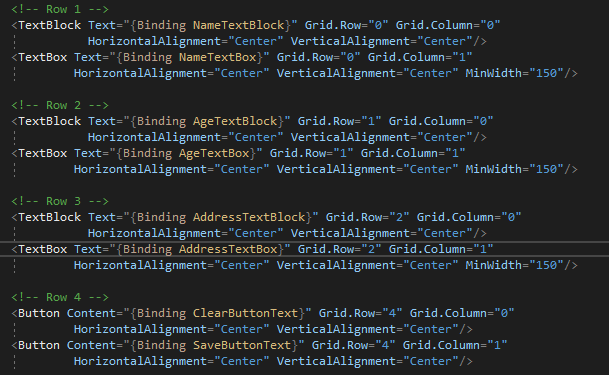 <!-- Row 1 -->
<TextBlock Text="{Binding NameTextBlock}" Grid.Row="0" Grid.Column="0"
HorizontalAlignment="Center" VerticalAlignment="Center"/>
<TextBox Text="{Binding NameTextBox}" Grid.Row="0" Grid.Column="1"
HorizontalAlignment="Center" VerticalAlignment="Center" MinWidth="150"/>
<!-- Row 2 -->
<TextBlock Text="{Binding AgeTextBlock}" Grid.Row="1" Grid.Column="0"
HorizontalAlignment="Center" VerticalAlignment="Center"/>
<TextBox Text="{Binding AgeTextBox}" Grid.Row="1" Grid.Column="1"
HorizontalAlignment="Center" VerticalAlignment="Center" MinWidth="150"/>
<!-- Row 3 -->
<TextBlock Text="{Binding AddressTextBlock}" Grid.Row="2" Grid.Column="0"
HorizontalAlignment="Center" VerticalAlignment="Center"/>
<TextBox Text="{Binding AddressTextBox}" Grid.Row="2" Grid.Column="1"
HorizontalAlignment="Center" VerticalAlignment="Center" MinWidth="150"/>
<!-- Row 4 -->
<Button Content="{Binding ClearButtonText}" Grid.Row="4" Grid.Column="0"
HorizontalAlignment="Center" VerticalAlignment="Center"/>
<Button Content="{Binding SaveButtonText}" Grid.Row="4" Grid.Column="1"
HorizontalAlignment="Center" VerticalAlignment="Center"/>